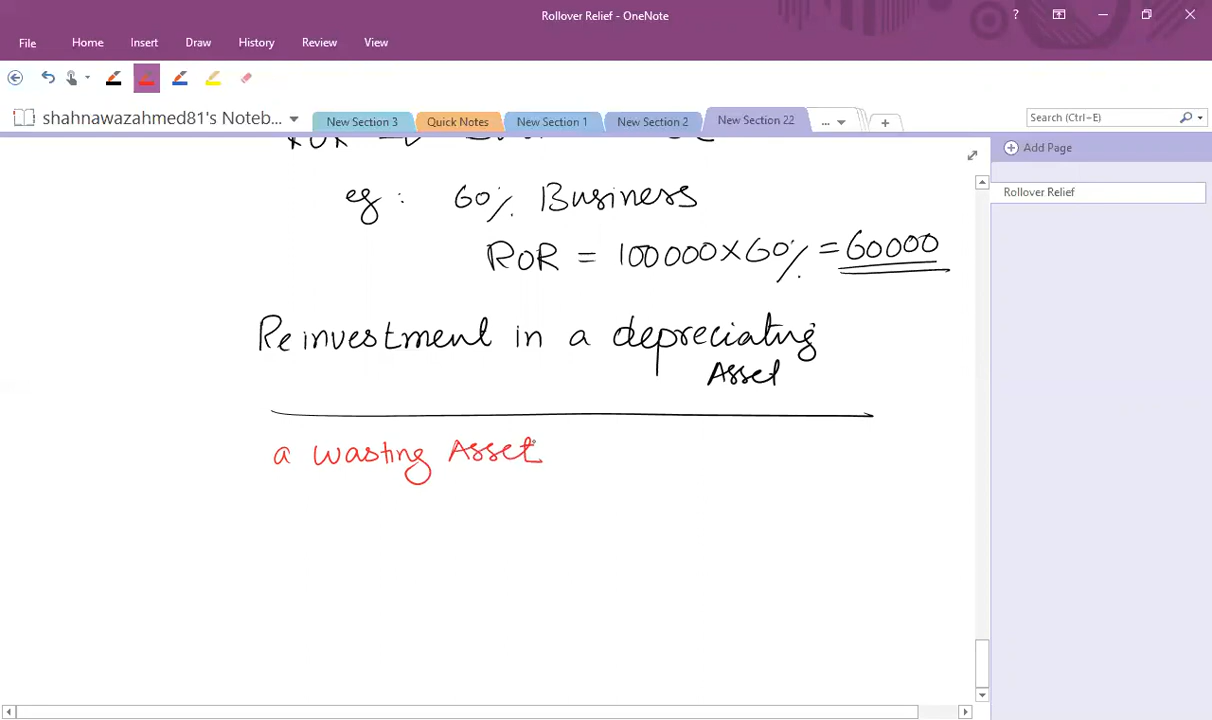 Rollover Relief - OneNote
?
File Home Insert Draw History Review View
shahnawazahmed81's Noteb... New Section 3 Quick Notes New Section 1 New Section 2 New Section 22 ... +
Search (Ctrl+E)
Add Page
Rollover Relief
eg : 60% Business
ROR = 100000 × 60% = 60000
Reinvestment in a depreciating
Asset
a wasting Asset